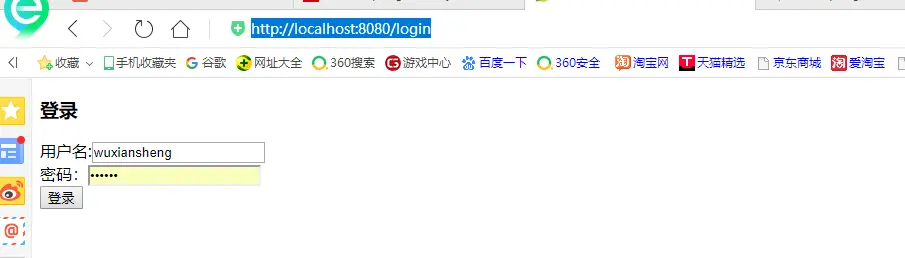 http://localhost:8080/login
收藏 手机收藏夹 谷歌 网址大全 360搜索 游戏中心 百度一下 360安全 淘宝网 天猫精选 京东商城 爱淘宝
登录
用户名:wuxiansheng
密码: ••••••
登录